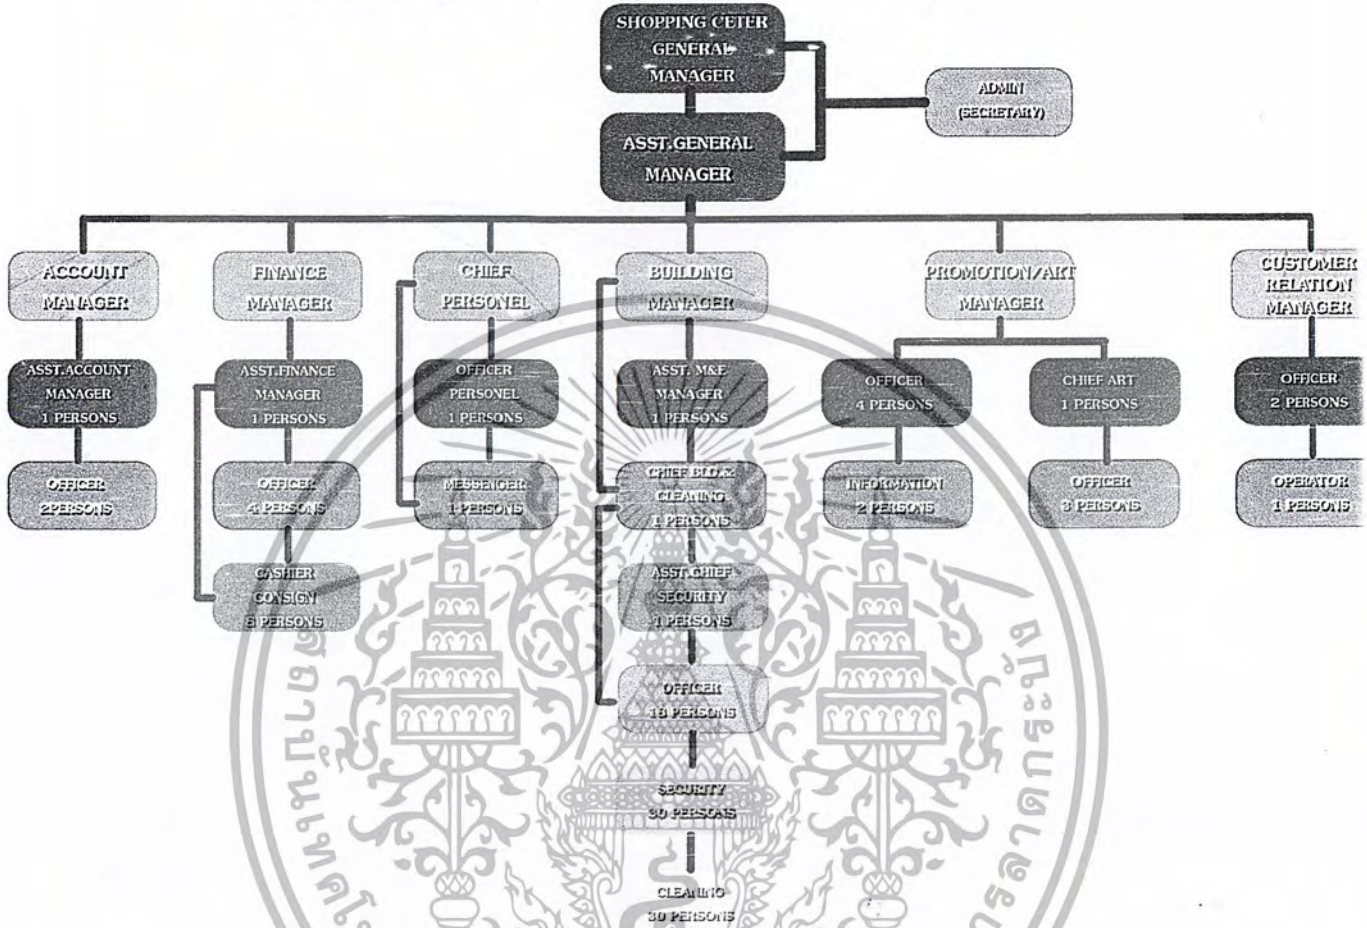 SHOPPING CETER
GENERAL
MANAGER
ADMIN
(SECRETARY)
ASST.GENERAL
MANAGER
ACCOUNT
MANAGER
FINANCE
MANAGER
CHIEF
PERSONEL
BUILDING
MANAGER
PROMOTION/ART
MANAGER
CUSTOMER
RELATION
MANAGER
ASST.ACCOUNT
MANAGER
1 PERSONS
ASST.FINANCE
MANAGER
1 PERSONS
OFFICER
PERSONEL
1 PERSONS
ASST. M&E
MANAGER
1 PERSONS
OFFICER
4 PERSONS
CHIEF ART
1 PERSONS
OFFICER
2 PERSONS
OFFICER
2PERSONS
OFFICER
4 PERSONS
MESSENGER
1 PERSONS
CHIEF BLD.&
CLEANING
1 PERSONS
INFORMATION
2 PERSONS
OFFICER
3 PERSONS
OPERATOR
1 PERSONS
CASHIER
CONSIGN
PERSONS
ASST.CHIEF
SECURITY
1 PERSONS
OFFICER
PERSONS
SECURITY
30 PERSONS
CLEANING
30 PERSONS